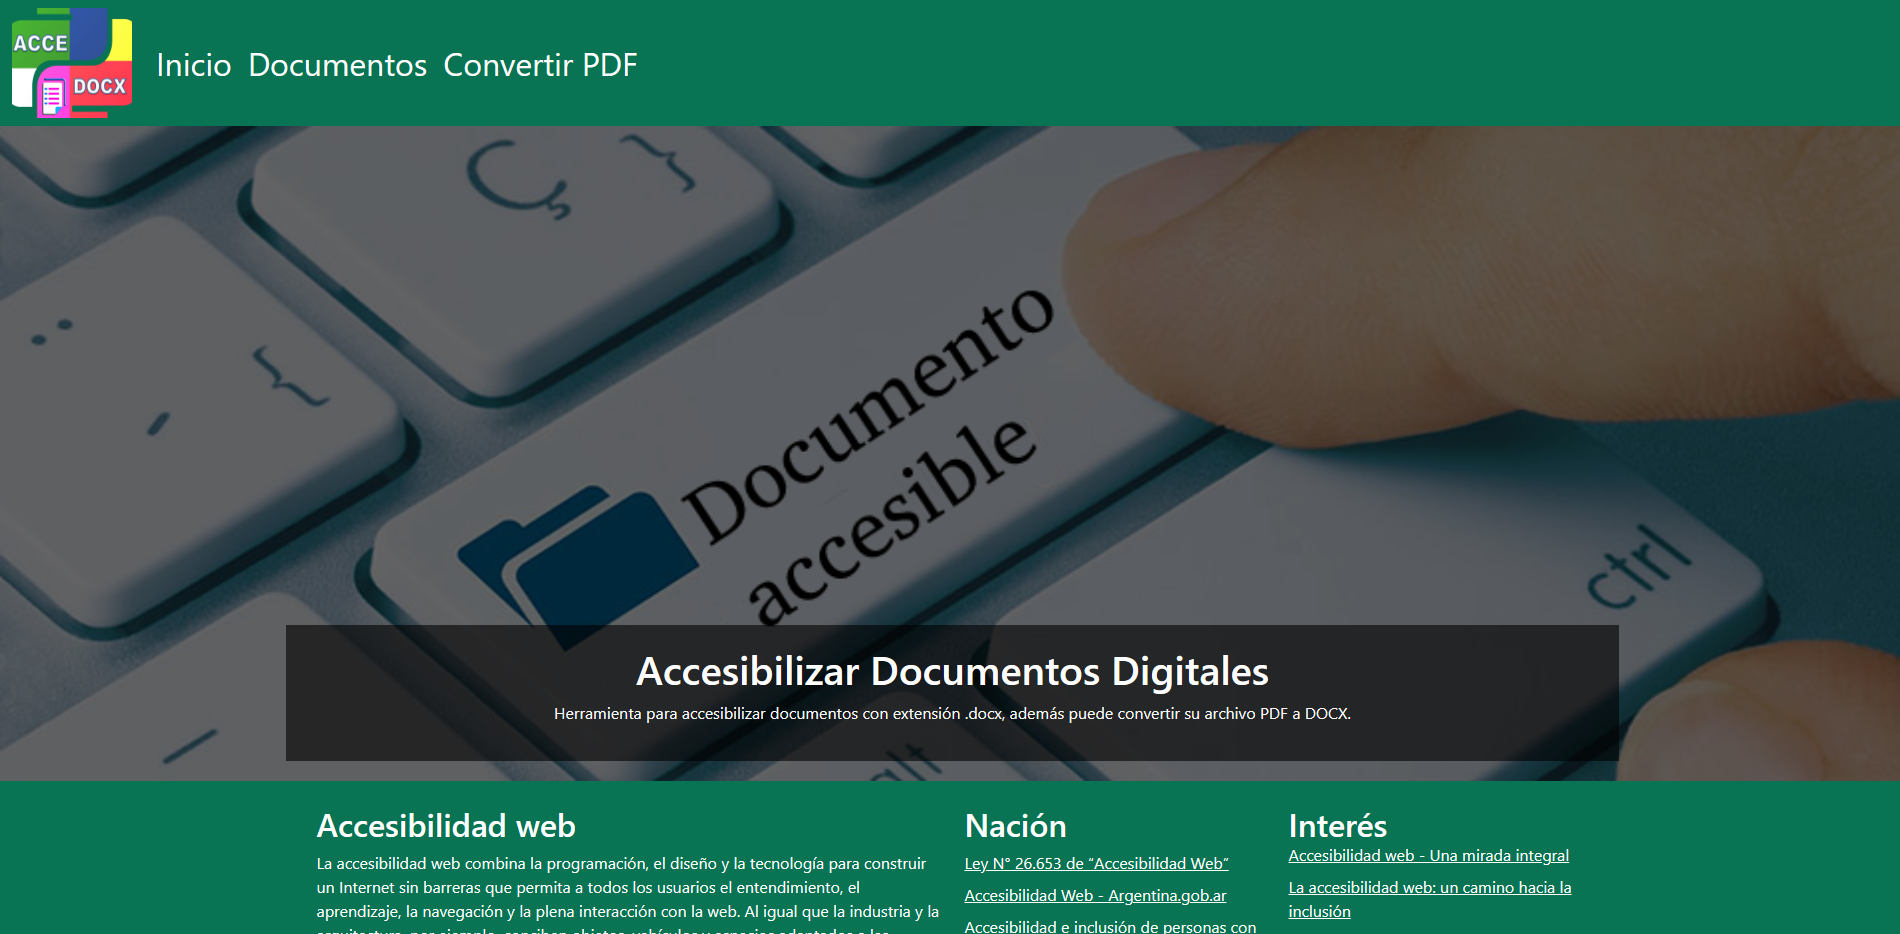 ACCE
DOCX
Inicio Documentos Convertir PDF
Ç
}
{
Documento
accesible
ctrl
alt
Accesibilizar Documentos Digitales
Herramienta para accesibilizar documentos con extensión .docx, además puede convertir su archivo PDF a DOCX.
Accesibilidad web
La accesibilidad web combina la programación, el diseño y la tecnología para construir
un Internet sin barreras que permita a todos los usuarios el entendimiento, el
aprendizaje, la navegación y la plena interacción con la web. Al igual que la industria y la
Nación
Ley N° 26.653 de “Accesibilidad Web”
Accesibilidad Web - Argentina.gob.ar
Accesibilidad e inclusión de personas con
Interés
Accesibilidad web - Una mirada integral
La accesibilidad web: un camino hacia la
inclusión